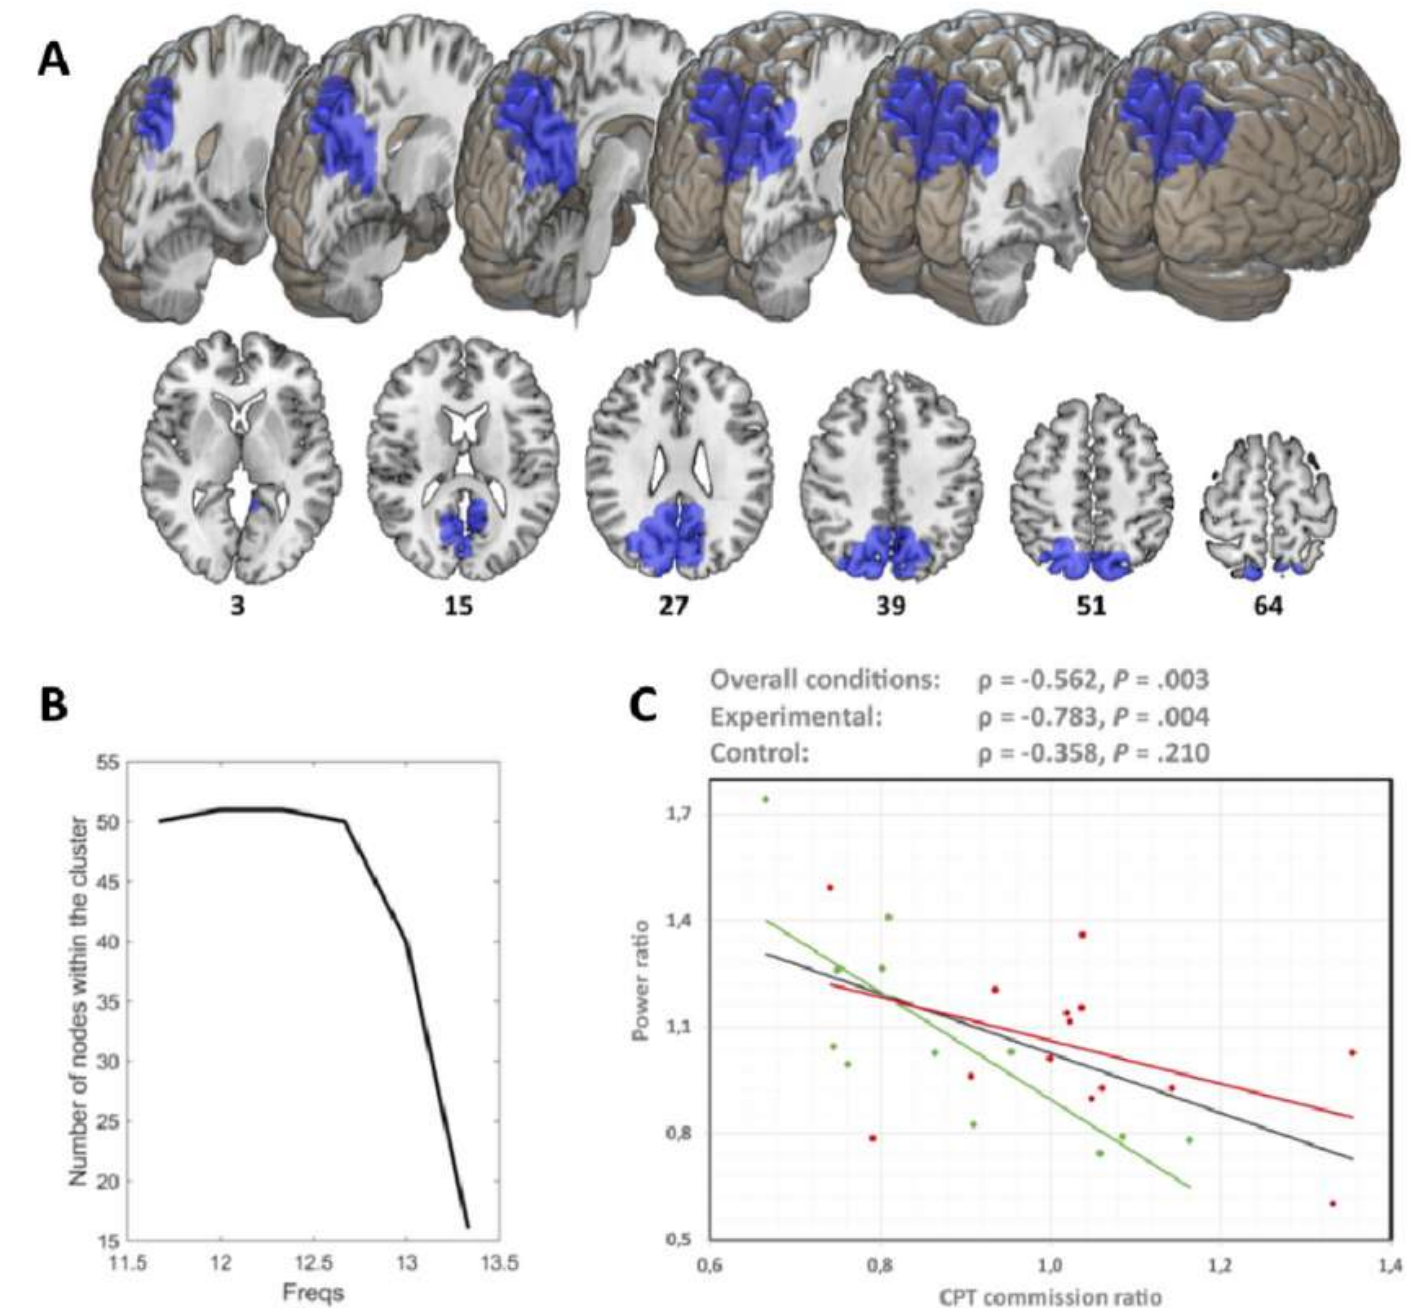 A
3 15 27 39 51 64
B
55
50
45
40
35
30
25
20
15
11.5 12 12.5 13 13.5
Number of nodes within the cluster
Freqs
C
Overall conditions: ρ = -0.562, P = .003
Experimental: ρ = -0.783, P = .004
Control: ρ = -0.358, P = .210
1,7
1,4
1,1
0,8
0,5
0,6 0,8 1,0 1,2 1,4
Power ratio
CPT commission ratio